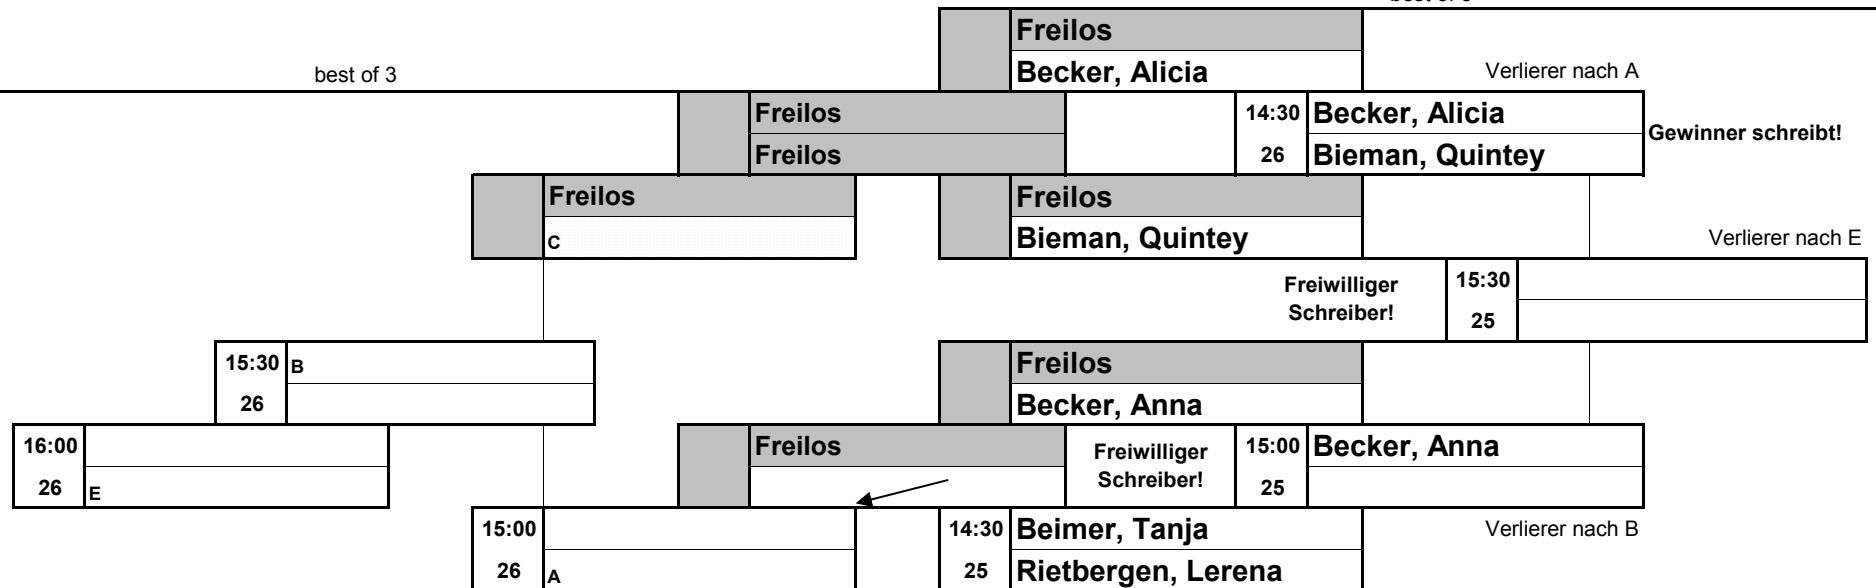 Freilos
best of 3
Becker, Alicia
Verlierer nach A
Freilos
14:30 Becker, Alicia
Gewinner schreibt!
Freilos
26 Bieman, Quintey
Freilos
Freilos
C
Bieman, Quintey
Verlierer nach E
Freiwilliger
Schreiber!
15:30
25
15:30 B
26
Freilos
Becker, Anna
16:00
26 E
Freilos
Freiwilliger
Schreiber!
15:00 Becker, Anna
25
15:00
26 A
14:30 Beimer, Tanja
25 Rietbergen, Lerena
Verlierer nach B